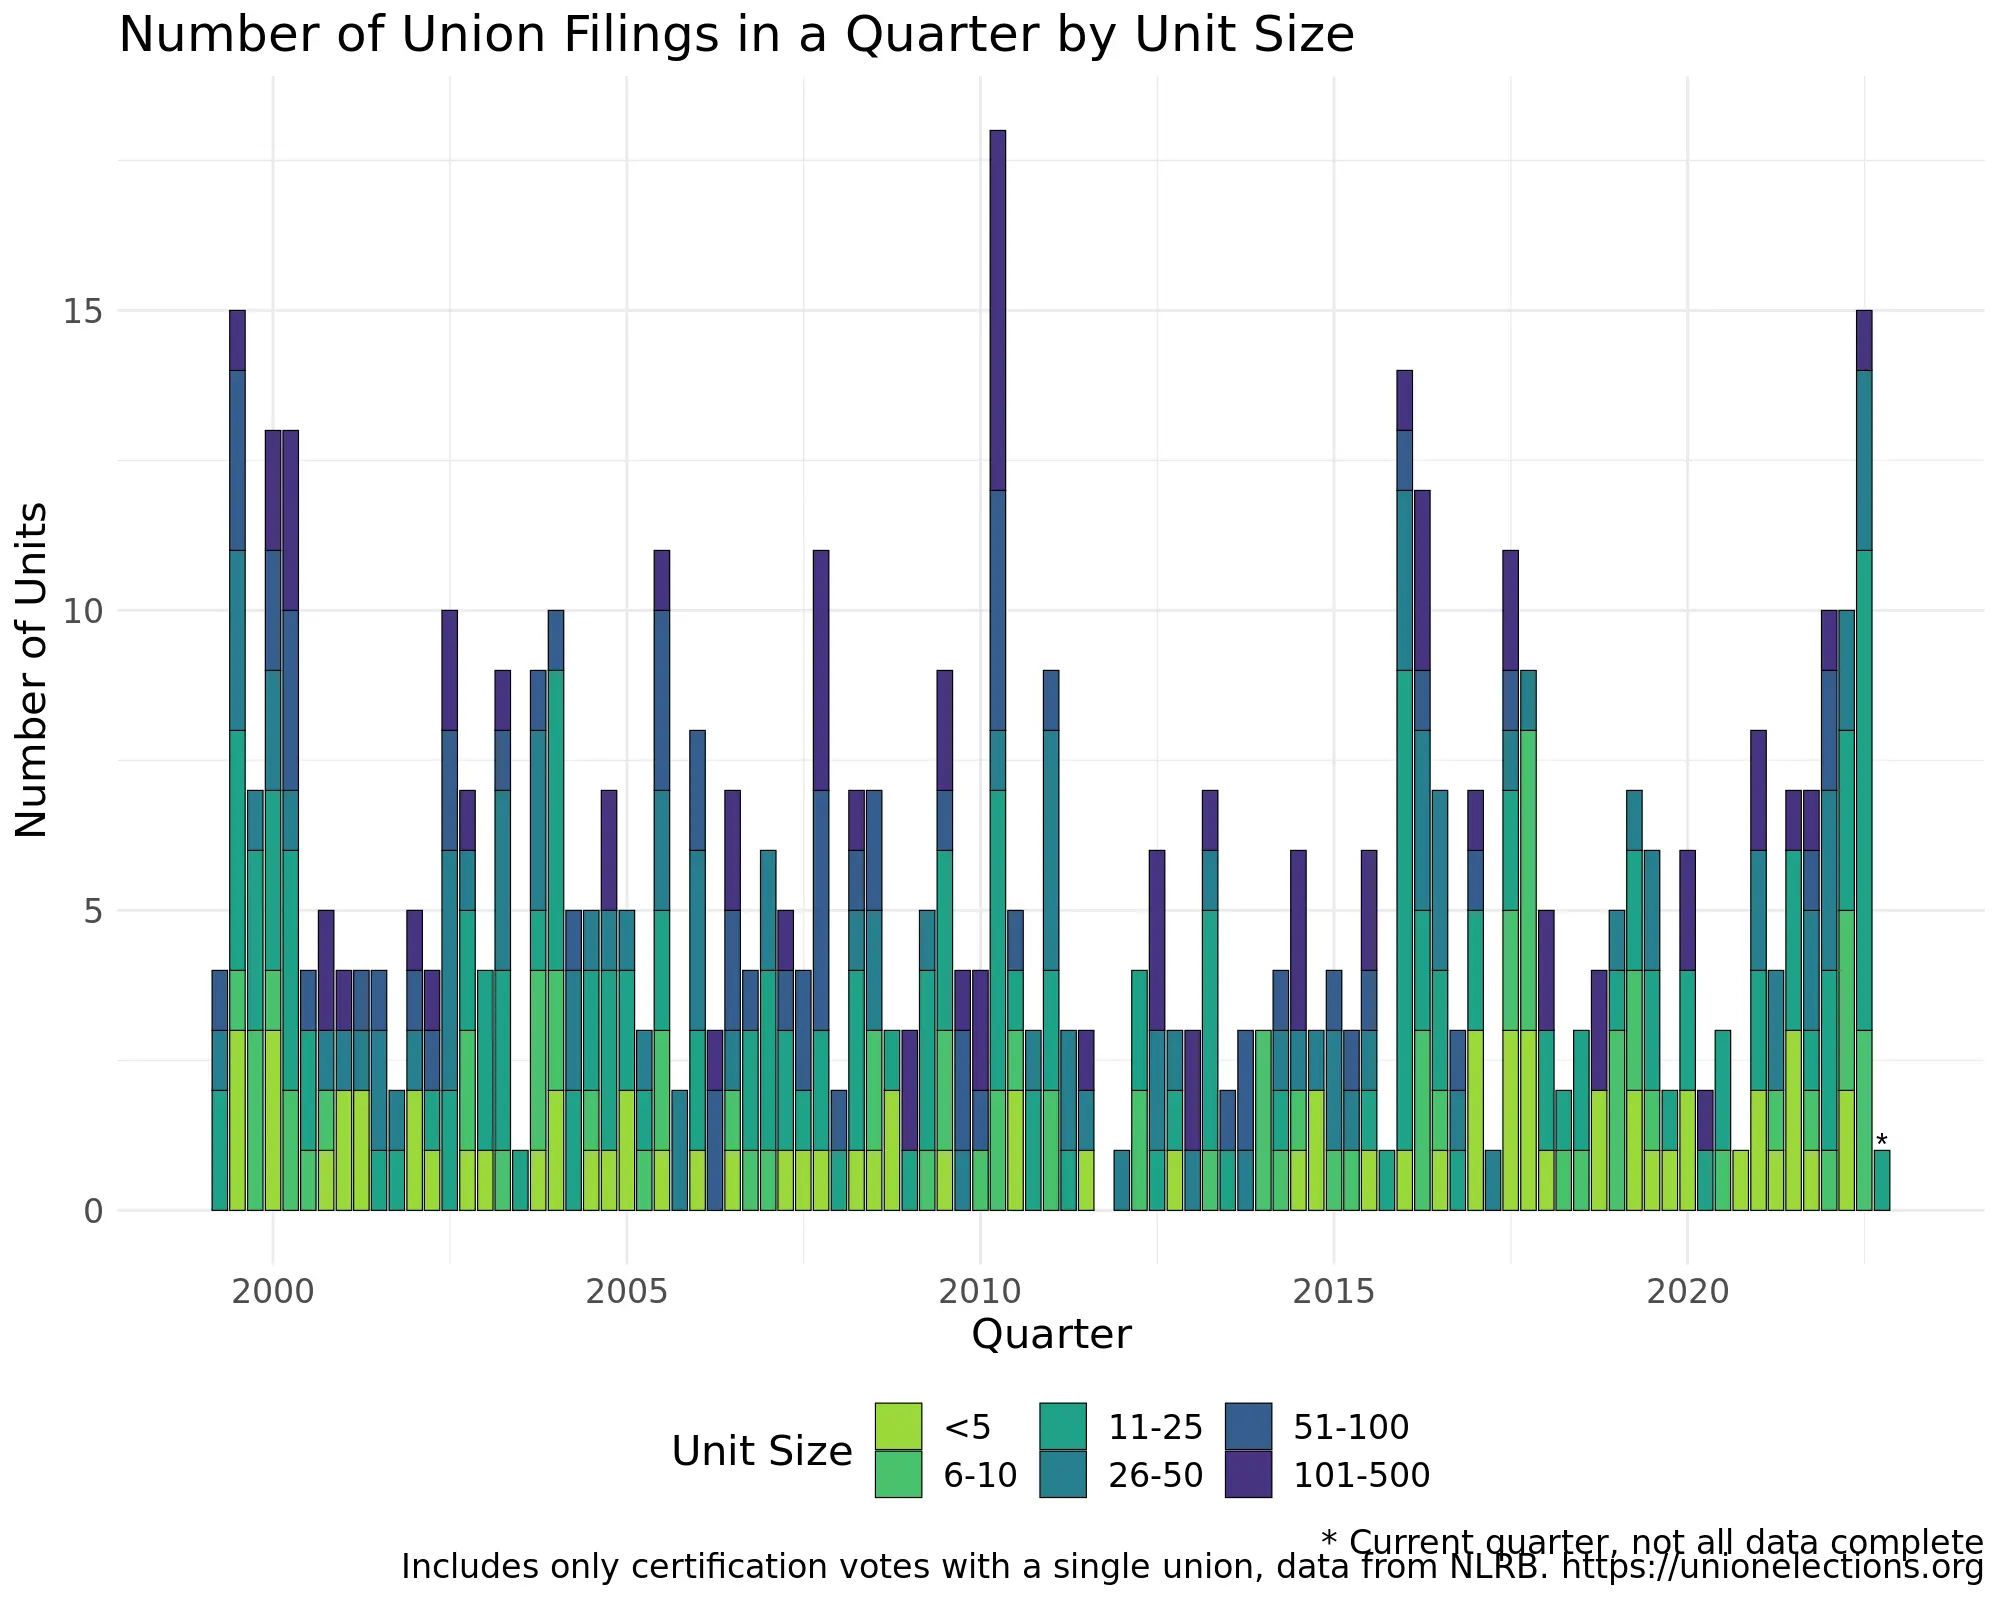 Number of Union Filings in a Quarter by Unit Size
Number of Units
15
10
5
0
*
2000 2005 2010 2015 2020
Quarter
Unit Size
<5 11-25 51-100
6-10 26-50 101-500
* Current quarter, not all data complete
Includes only certification votes with a single union, data from NLRB. https://unionelections.org